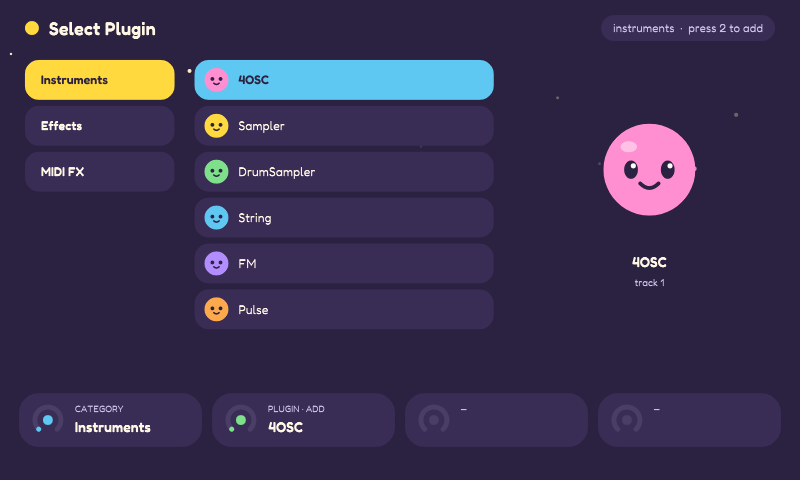 Select Plugin
instruments · press 2 to add
Instruments
Effects
MIDI FX
4OSC
Sampler
DrumSampler
String
FM
Pulse
4OSC
track 1
CATEGORY
Instruments
PLUGIN · ADD
4OSC
–
–